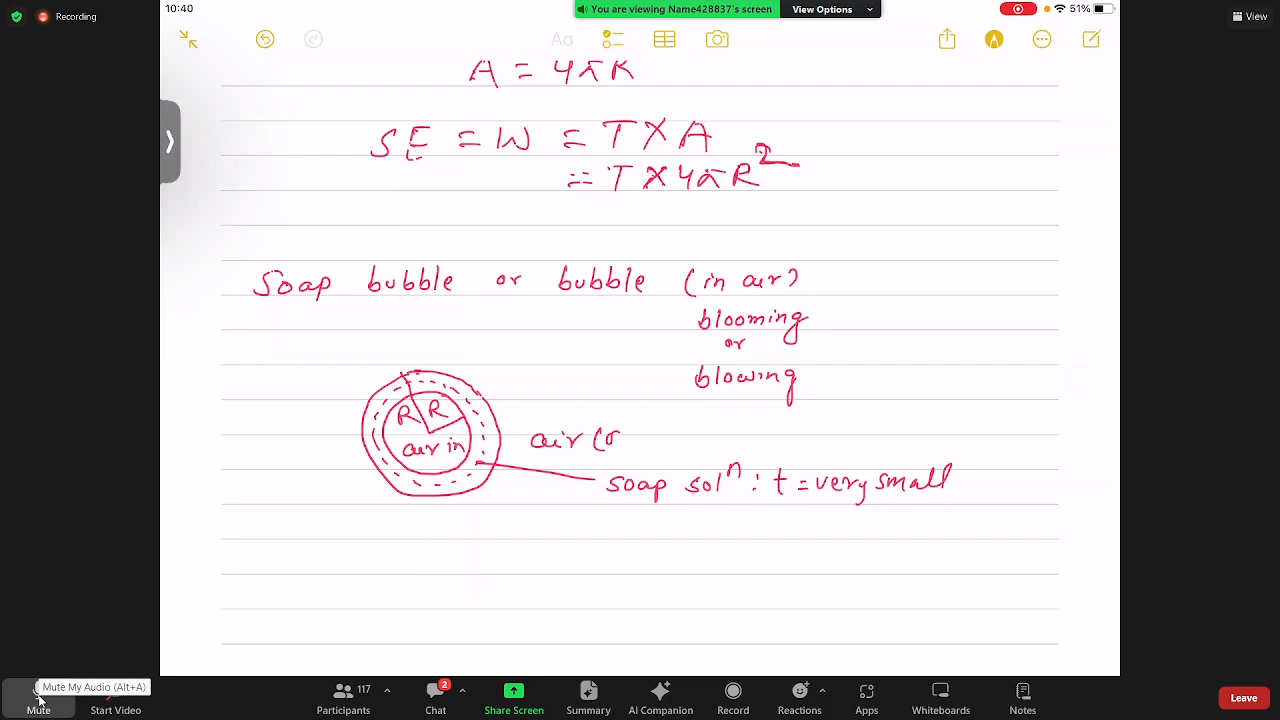 10:40
You are viewing Name428837's screen
View Options
51%
Recording
View
Aa
A = 4πR
SE = W = T X A
= T X 4πR²
Soap bubble or bubble (in air)
blooming
or
blowing
R R
air in
air (o
soap solⁿ : t = very small
Mute My Audio (Alt+A)
Mute
Start Video
117
Participants
2
Chat
Share Screen
Summary
AI Companion
Record
Reactions
Apps
Whiteboards
Notes
Leave